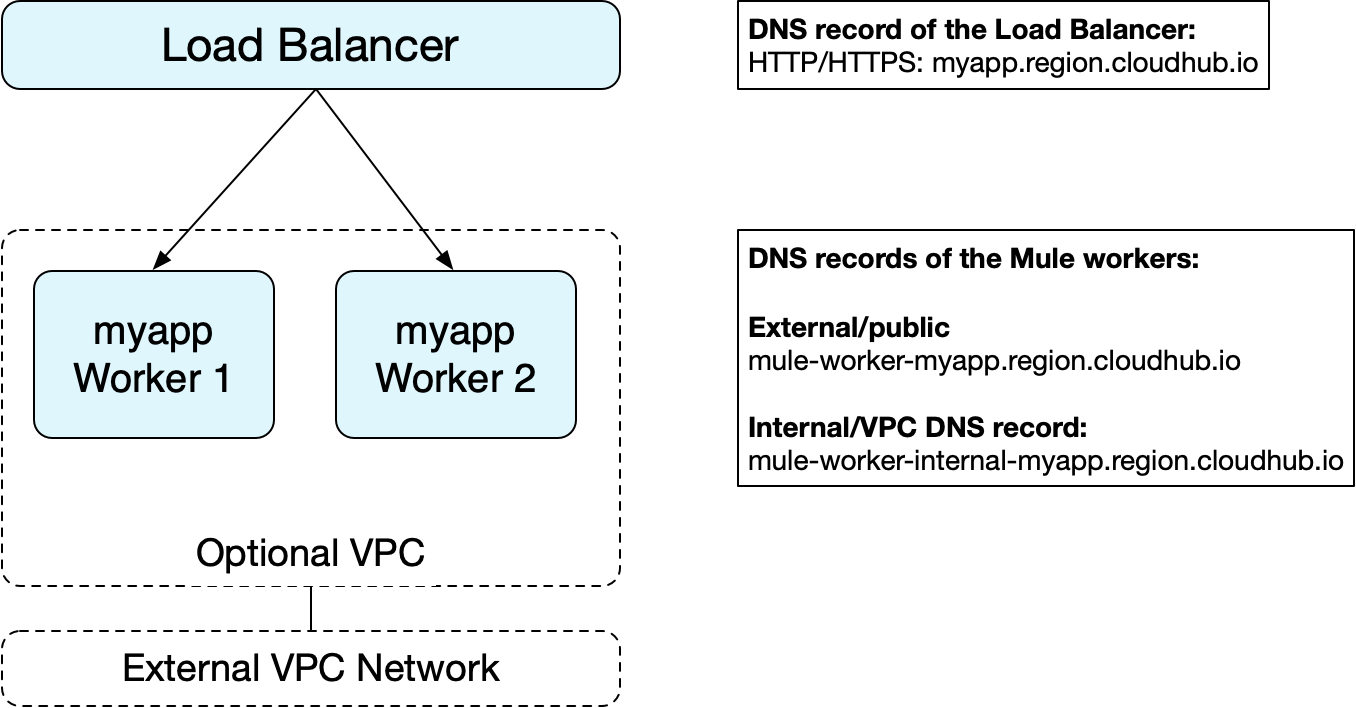 Load Balancer
DNS record of the Load Balancer:
HTTP/HTTPS: myapp.region.cloudhub.io
myapp
Worker 1
myapp
Worker 2
DNS records of the Mule workers:
External/public
mule-worker-myapp.region.cloudhub.io
Internal/VPC DNS record:
mule-worker-internal-myapp.region.cloudhub.io
Optional VPC
External VPC Network